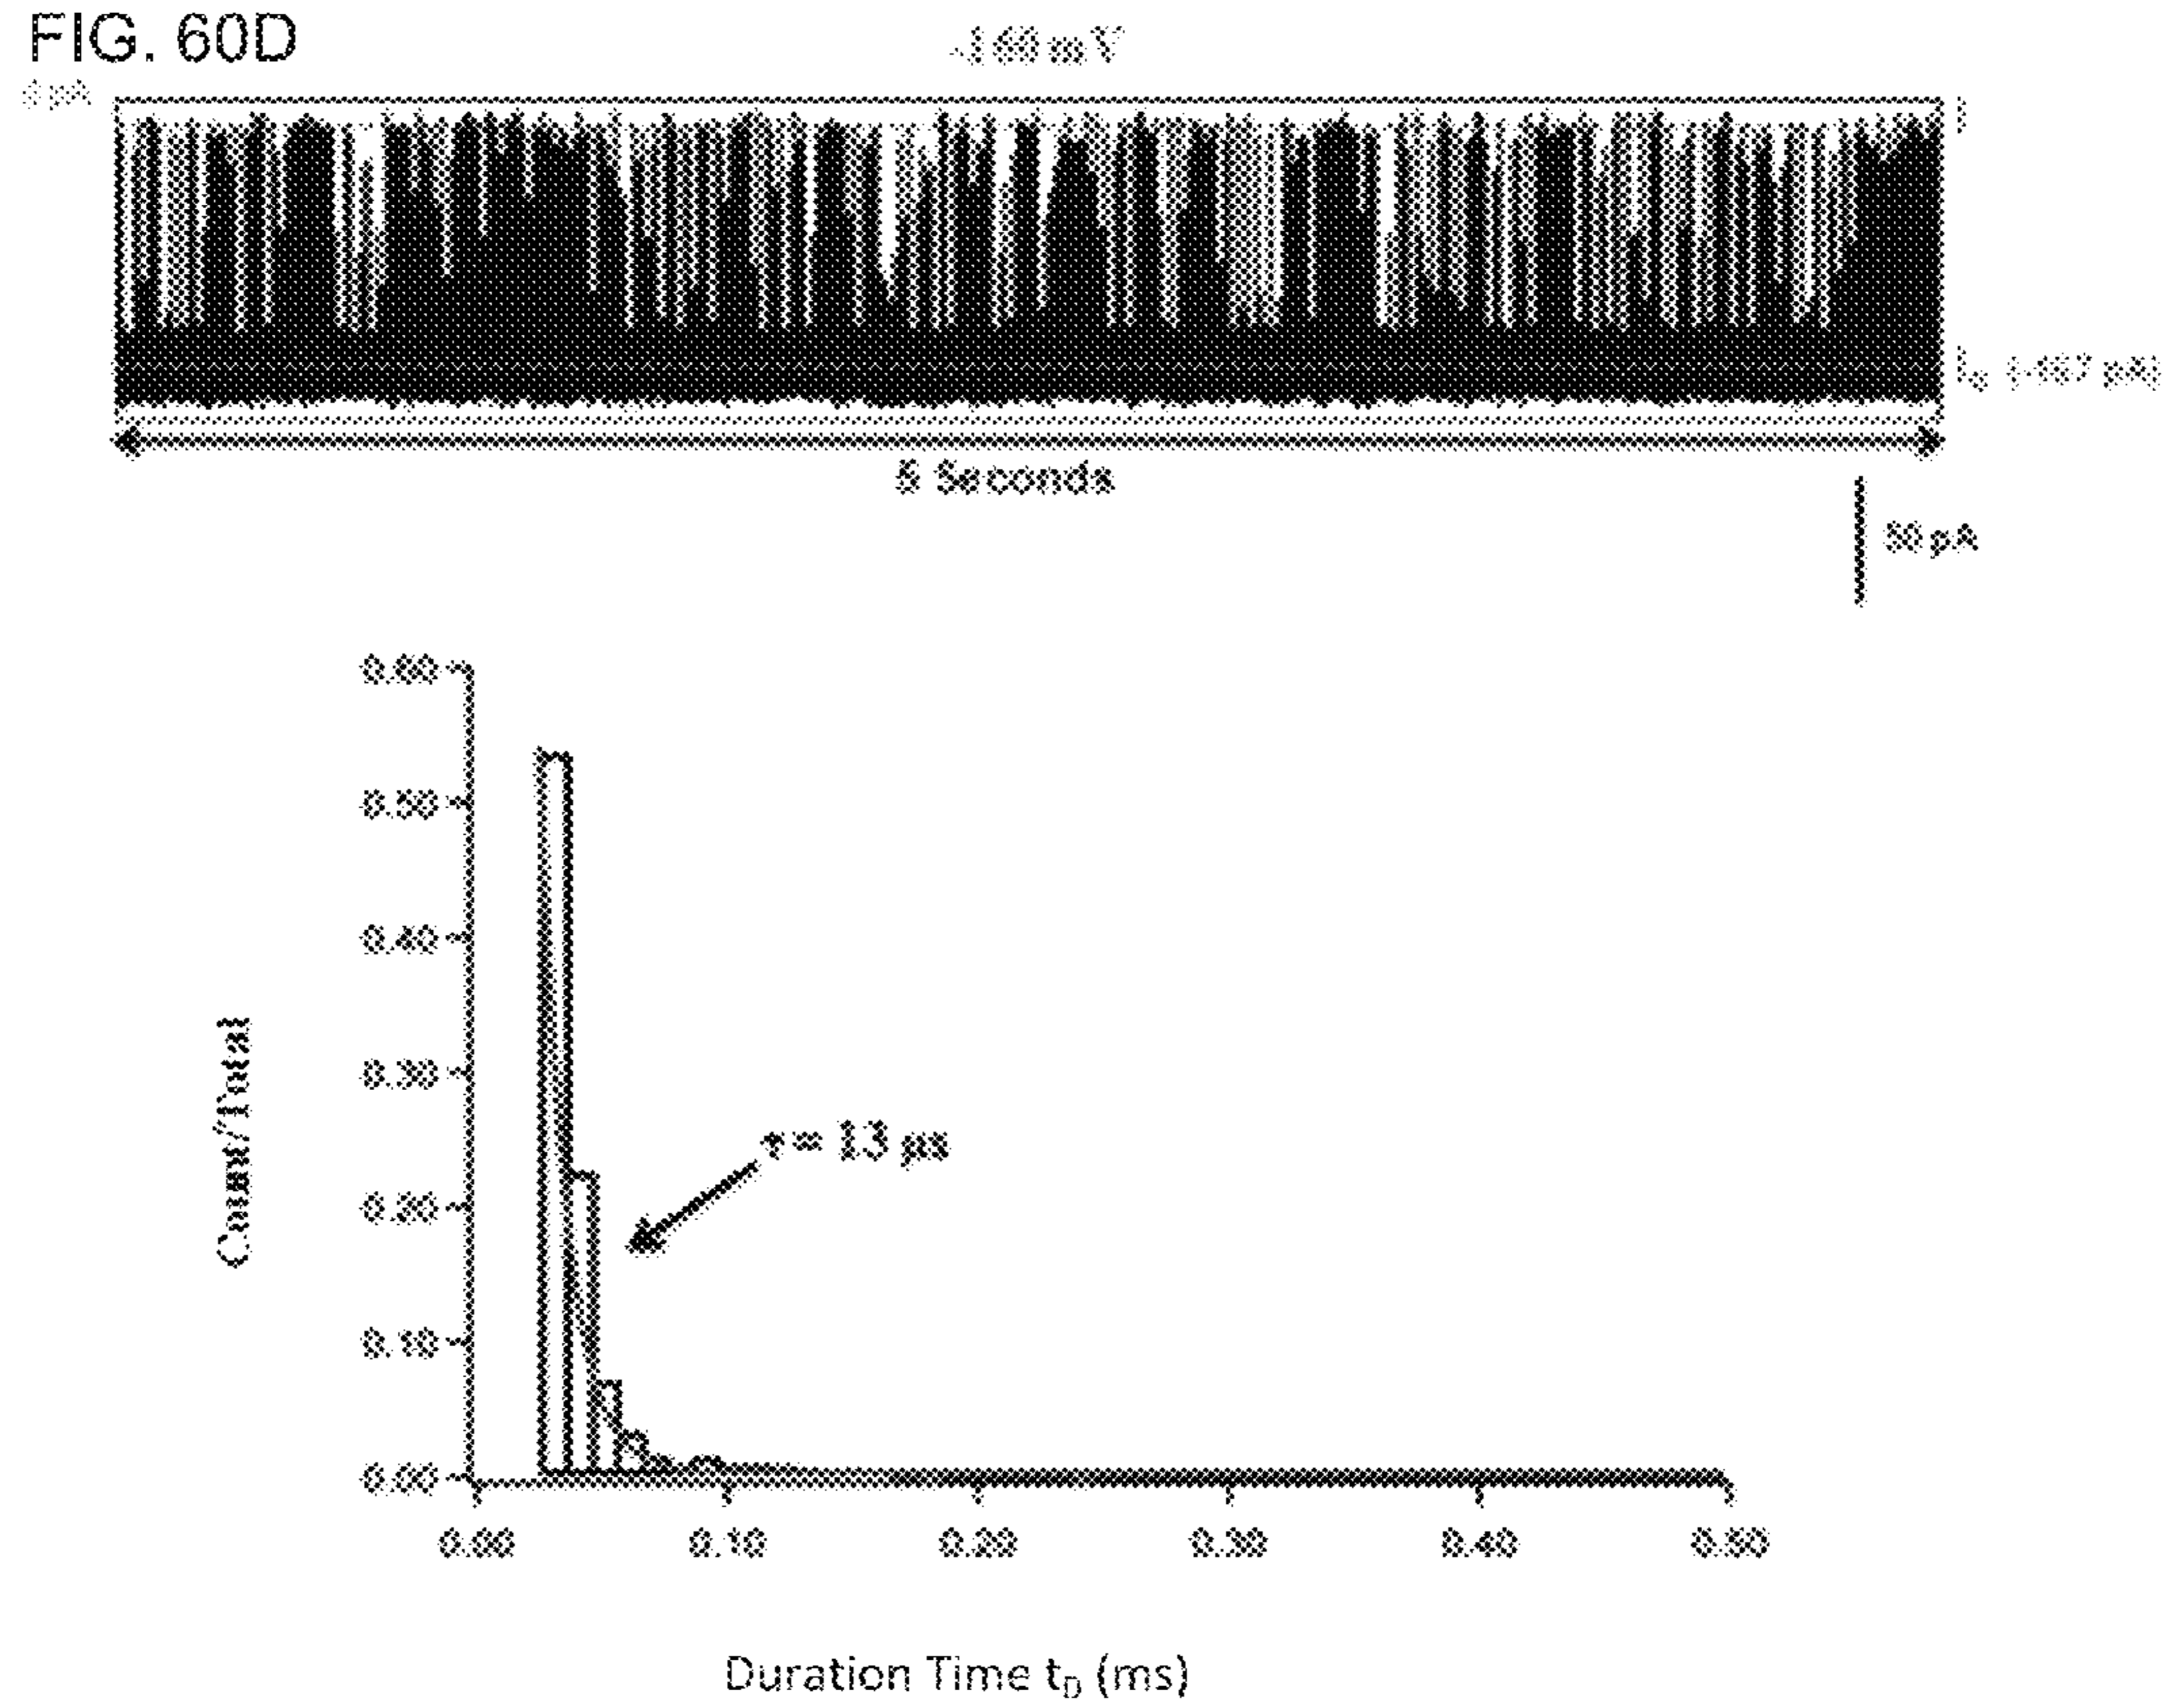 FIG. 60D
-160 mV
I
5 Seconds
50 pA
0.60
0.50
0.40
0.30
0.20
0.10
0.00
Count/Total
τ = 13 µs
0.00 0.10 0.20 0.30 0.40 0.50
Duration Time tD (ms)